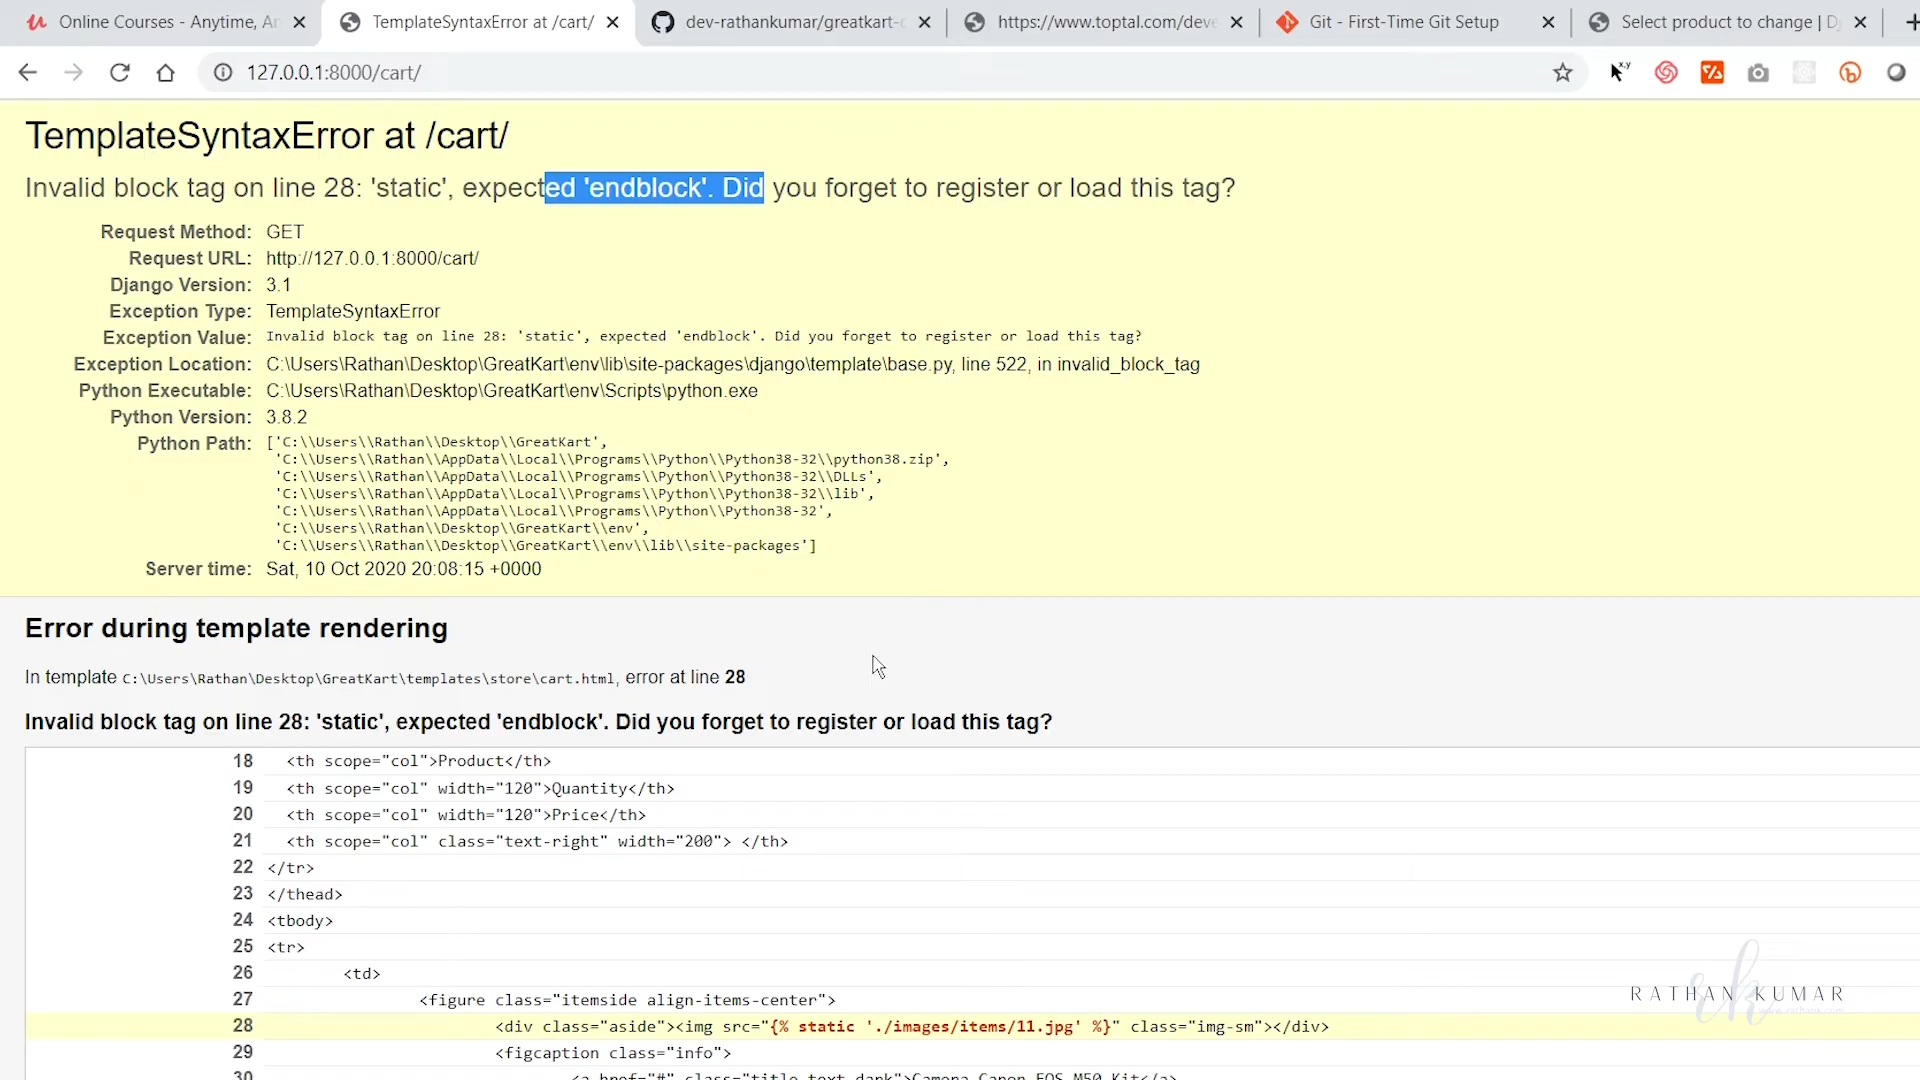 Online Courses - Anytime, An
TemplateSyntaxError at /cart/
dev-rathankumar/greatkart-d
https://www.toptal.com/deve
Git - First-Time Git Setup
Select product to change | Dj
127.0.0.1:8000/cart/
TemplateSyntaxError at /cart/
Invalid block tag on line 28: 'static', expected 'endblock'. Did you forget to register or load this tag?
Request Method: GET
Request URL: http://127.0.0.1:8000/cart/
Django Version: 3.1
Exception Type: TemplateSyntaxError
Exception Value: Invalid block tag on line 28: 'static', expected 'endblock'. Did you forget to register or load this tag?
Exception Location: C:\Users\Rathan\Desktop\GreatKart\env\lib\site-packages\django\template\base.py, line 522, in invalid_block_tag
Python Executable: C:\Users\Rathan\Desktop\GreatKart\env\Scripts\python.exe
Python Version: 3.8.2
Python Path: ['C:\\Users\\Rathan\\Desktop\\GreatKart',
'C:\\Users\\Rathan\\AppData\\Local\\Programs\\Python\\Python38-32\\python38.zip',
'C:\\Users\\Rathan\\AppData\\Local\\Programs\\Python\\Python38-32\\DLLs',
'C:\\Users\\Rathan\\AppData\\Local\\Programs\\Python\\Python38-32\\lib',
'C:\\Users\\Rathan\\AppData\\Local\\Programs\\Python\\Python38-32',
'C:\\Users\\Rathan\\Desktop\\GreatKart\\env',
'C:\\Users\\Rathan\\Desktop\\GreatKart\\env\\lib\\site-packages']
Server time: Sat, 10 Oct 2020 20:08:15 +0000
Error during template rendering
In template C:\Users\Rathan\Desktop\GreatKart\templates\store\cart.html, error at line 28
Invalid block tag on line 28: 'static', expected 'endblock'. Did you forget to register or load this tag?
18 <th scope="col">Product</th>
19 <th scope="col" width="120">Quantity</th>
20 <th scope="col" width="120">Price</th>
21 <th scope="col" class="text-right" width="200"> </th>
22 </tr>
23 </thead>
24 <tbody>
25 <tr>
26 <td>
27 <figure class="itemside align-items-center">
28 <div class="aside"><img src="{% static './images/items/11.jpg' %}" class="img-sm"></div>
29 <figcaption class="info">
30 <a href="#" class="title text-dark">Camera Canon EOS M50 Kit</a>
RATHAN KUMAR